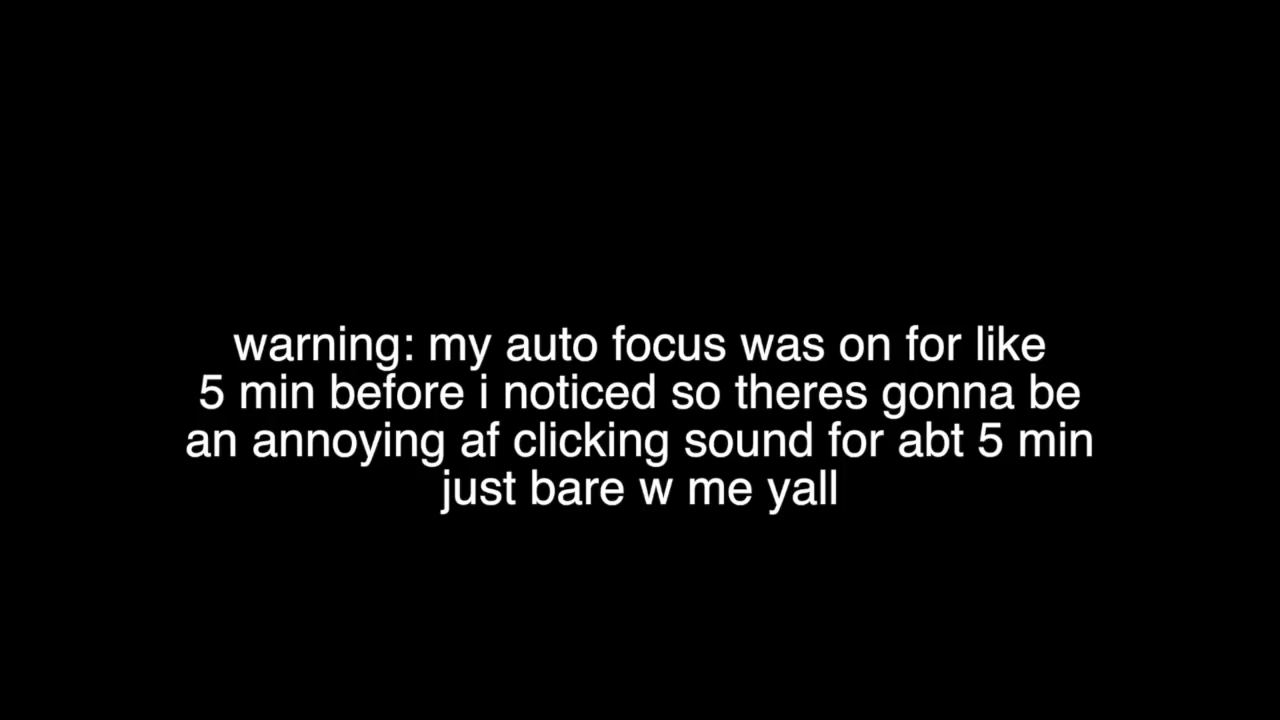 warning: my auto focus was on for like
5 min before i noticed so theres gonna be
an annoying af clicking sound for abt 5 min
just bare w me yall